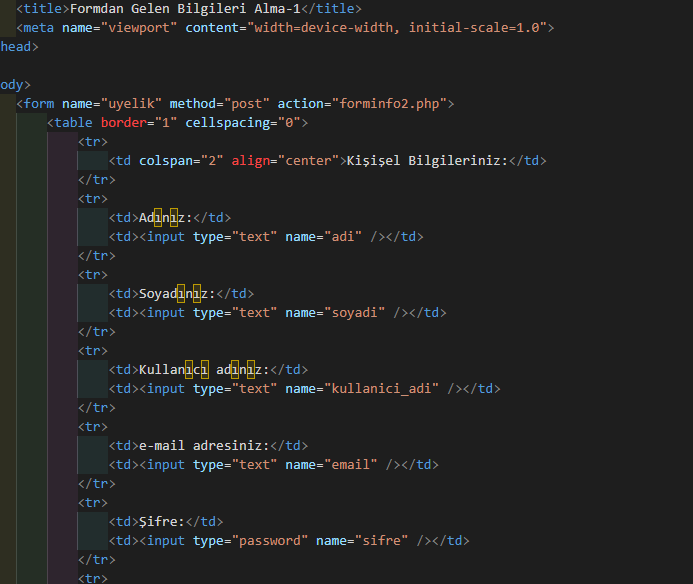 <title>Formdan Gelen Bilgileri Alma-1</title>
<meta name="viewport" content="width=device-width, initial-scale=1.0">
head>
ody>
<form name="uyelik" method="post" action="forminfo2.php">
<table border="1" cellspacing="0">
<tr>
<td colspan="2" align="center">Kişisel Bilgileriniz:</td>
</tr>
<tr>
<td>Adınız:</td>
<td><input type="text" name="adi" /></td>
</tr>
<tr>
<td>Soyadınız:</td>
<td><input type="text" name="soyadi" /></td>
</tr>
<tr>
<td>Kullanıcı adınız:</td>
<td><input type="text" name="kullanici_adi" /></td>
</tr>
<tr>
<td>e-mail adresiniz:</td>
<td><input type="text" name="email" /></td>
</tr>
<tr>
<td>Şifre:</td>
<td><input type="password" name="sifre" /></td>
</tr>
<tr>